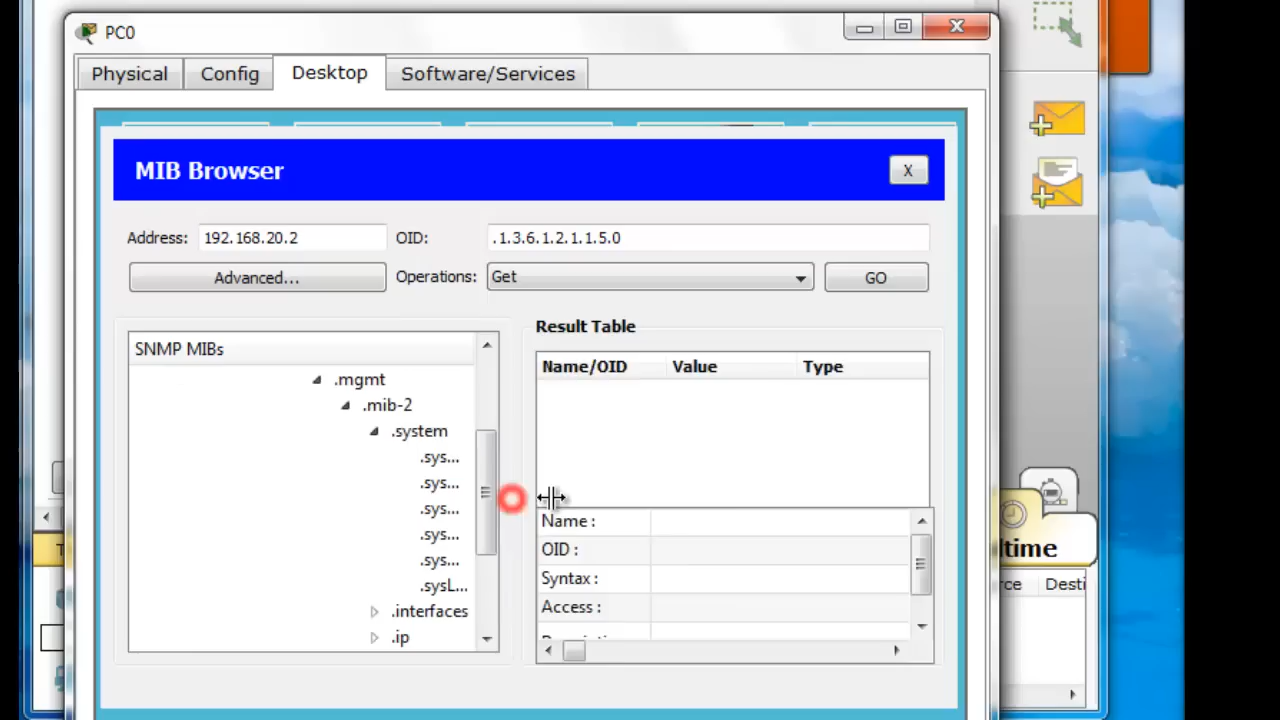 PC0
Physical
Config
Desktop
Software/Services
MIB Browser
X
Address:
192.168.20.2
OID:
.1.3.6.1.2.1.1.5.0
Advanced...
Operations:
Get
GO
SNMP MIBs
.mgmt
.mib-2
.system
.sys...
.sys...
.sys...
.sys...
.sys...
.sysL...
.interfaces
.ip
Result Table
Name/OID
Value
Type
Name :
OID :
Syntax :
Access :
ltime
rce
Desti